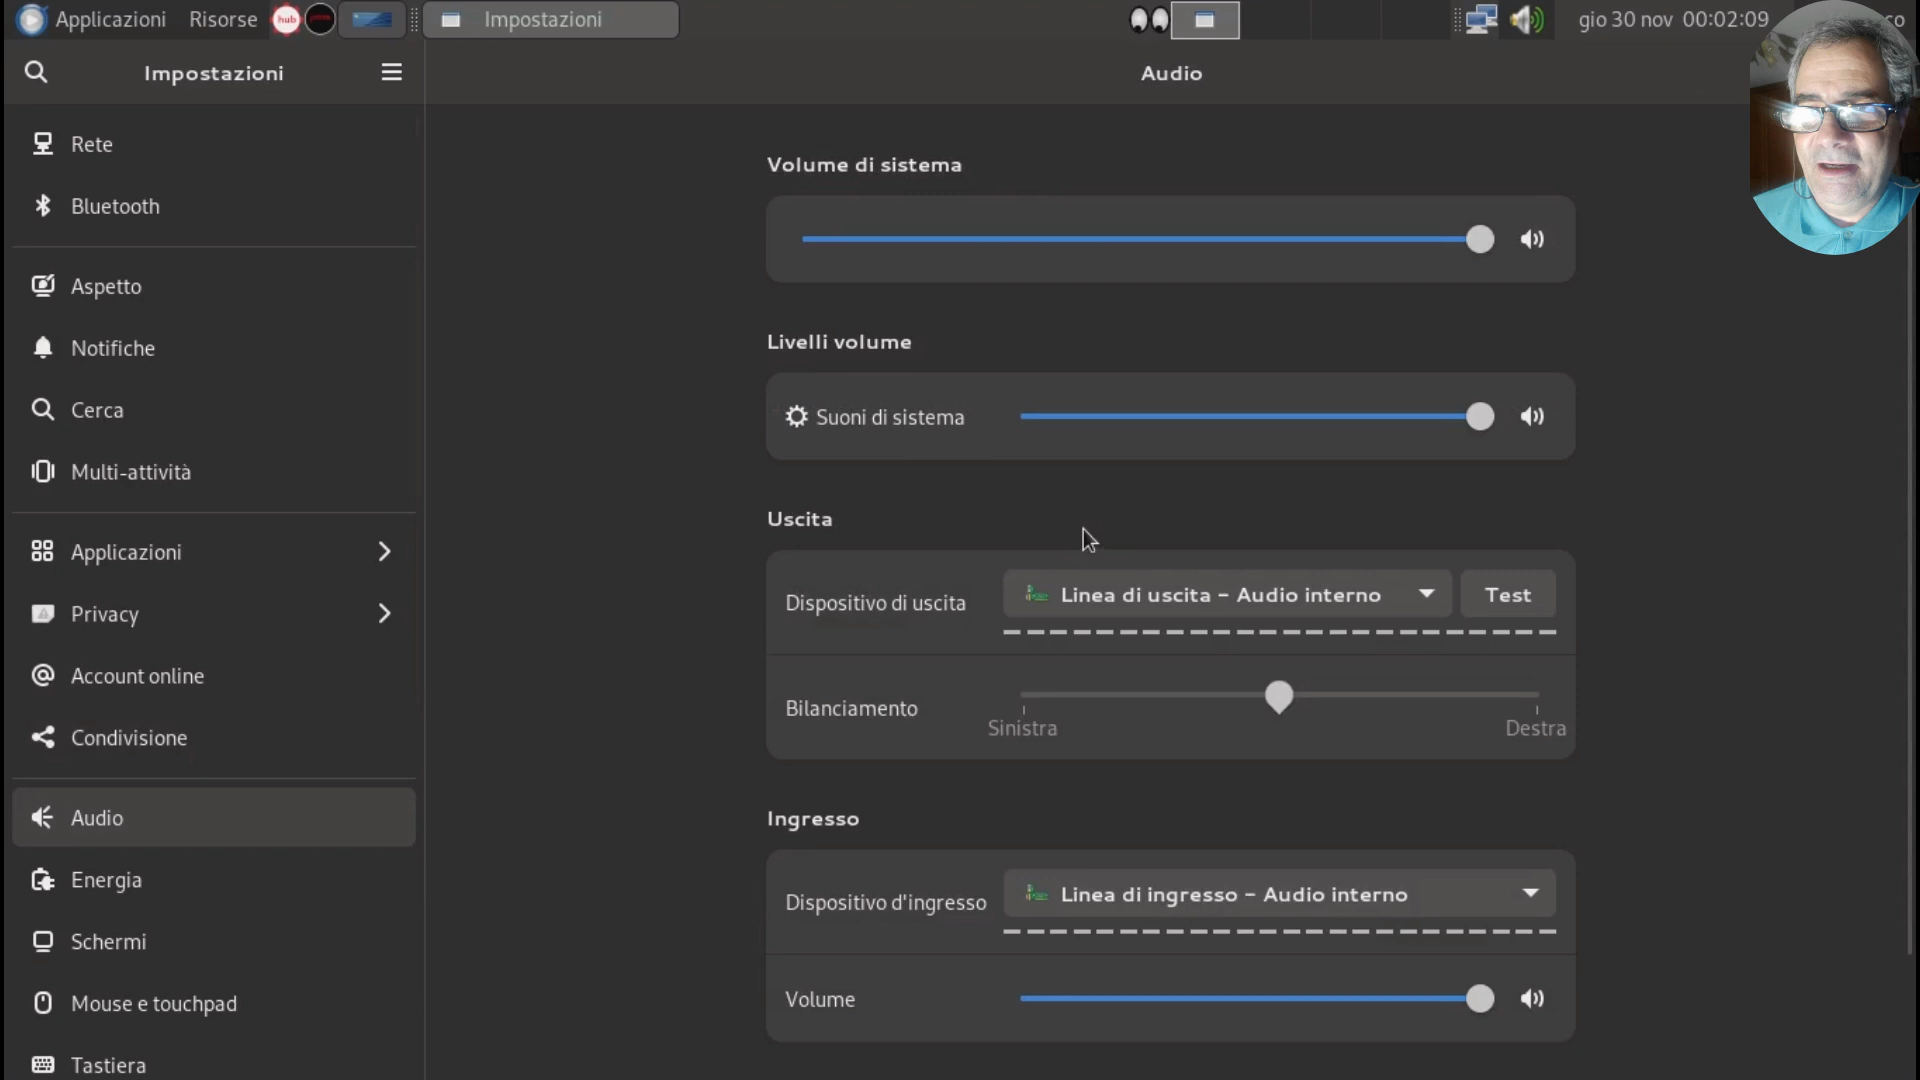 Applicazioni Risorse hub Impostazioni gio 30 nov 00:02:09 co
Impostazioni
Audio
Rete
Bluetooth
Aspetto
Notifiche
Cerca
Multi-attività
Applicazioni
Privacy
Account online
Condivisione
Audio
Energia
Schermi
Mouse e touchpad
Tastiera
Volume di sistema
Livelli volume
Suoni di sistema
Uscita
Dispositivo di uscita Linea di uscita – Audio interno Test
Bilanciamento
Sinistra Destra
Ingresso
Dispositivo d'ingresso Linea di ingresso – Audio interno
Volume